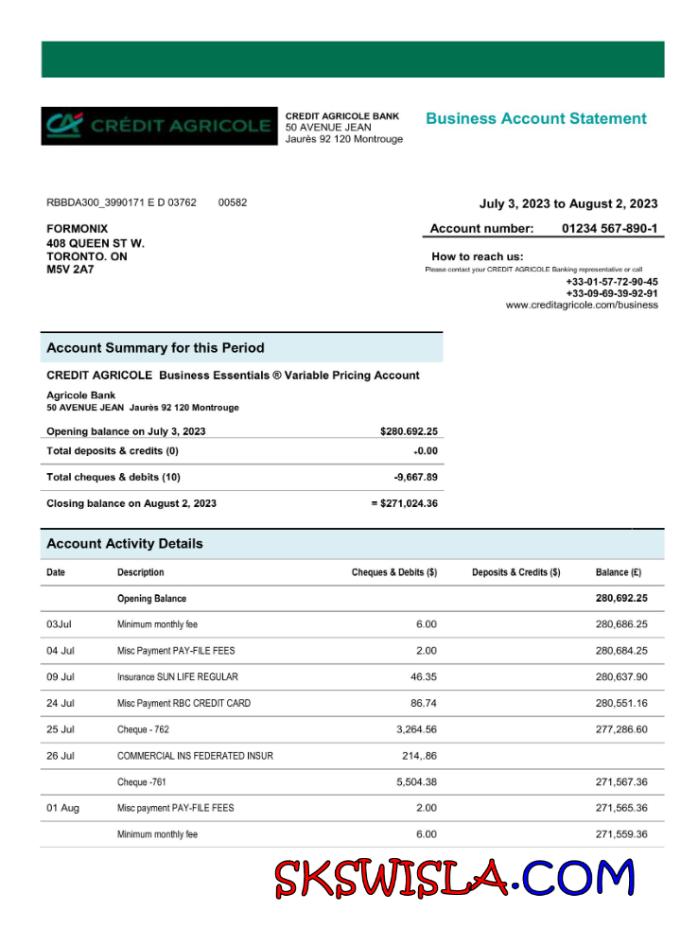 CRÉDIT AGRICOLE
CREDIT AGRICOLE BANK
50 AVENUE JEAN
Jaurès 92 120 Montrouge
Business Account Statement
RBBDA300_3990171 E D 03762 00582
July 3, 2023 to August 2, 2023
FORMONIX
408 QUEEN ST W.
TORONTO. ON
M5V 2A7
Account number: 01234 567-890-1
How to reach us:
Please contact your CREDIT AGRICOLE Banking representative or call
+33-01-57-72-90-45
+33-09-69-39-92-91
www.creditagricole.com/business
Account Summary for this Period
CREDIT AGRICOLE Business Essentials ® Variable Pricing Account
Agricole Bank
50 AVENUE JEAN Jaurès 92 120 Montrouge
Opening balance on July 3, 2023 $280.692.25
Total deposits & credits (0) -0.00
Total cheques & debits (10) -9,667.89
Closing balance on August 2, 2023 = $271,024.36
Account Activity Details
Date Description Cheques & Debits ($) Deposits & Credits ($) Balance (£)
Opening Balance 280,692.25
03Jul Minimum monthly fee 6.00 280,686.25
04 Jul Misc Payment PAY-FILE FEES 2.00 280,684.25
09 Jul Insurance SUN LIFE REGULAR 46.35 280,637.90
24 Jul Misc Payment RBC CREDIT CARD 86.74 280,551.16
25 Jul Cheque - 762 3,264.56 277,286.60
26 Jul COMMERCIAL INS FEDERATED INSUR 214,.86
Cheque -761 5,504.38 271,567.36
01 Aug Misc payment PAY-FILE FEES 2.00 271,565.36
Minimum monthly fee 6.00 271,559.36
SKSWISLA.COM